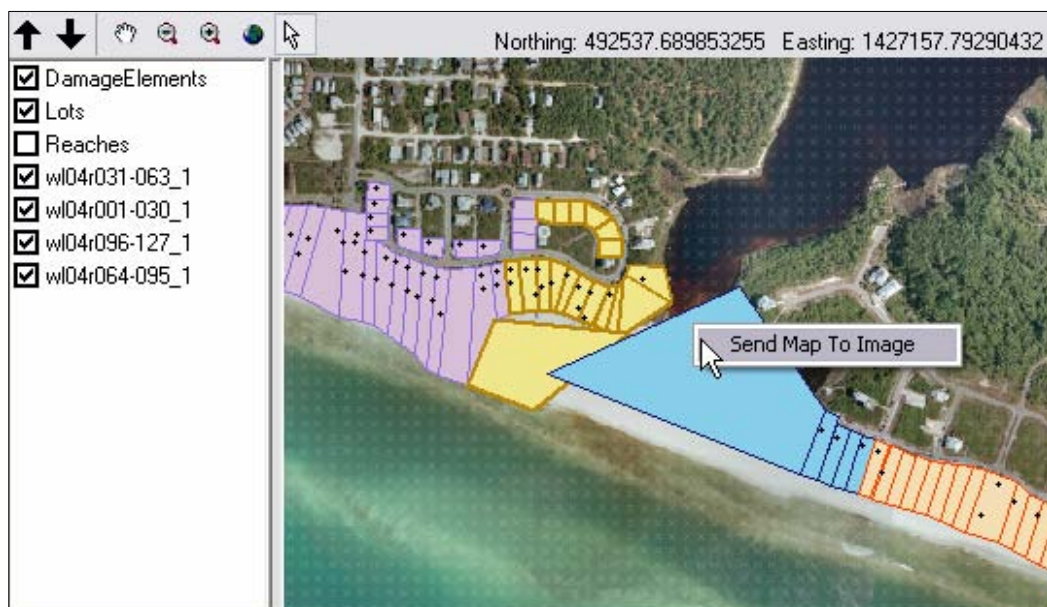 Northing: 492537.689853255 Easting: 1427157.79290432
DamageElements
Lots
Reaches
wl04r031-063_1
wl04r001-030_1
wl04r096-127_1
wl04r064-095_1
Send Map To Image